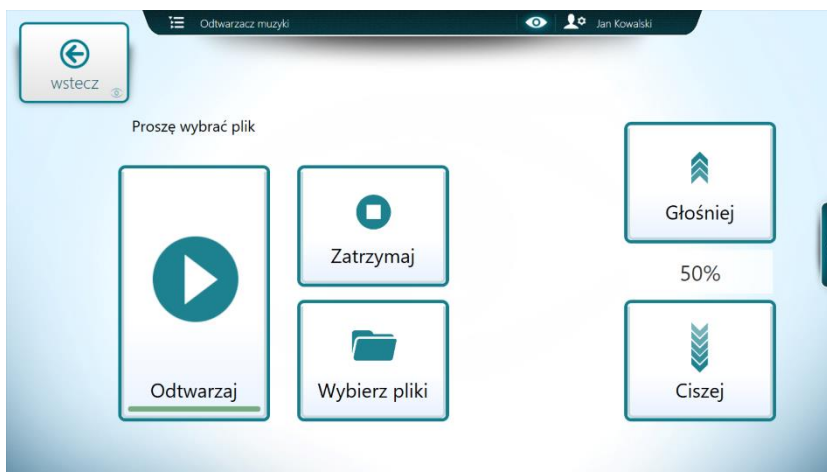 Odtwarzacz muzyki
Jan Kowalski
wstecz
Proszę wybrać plik
Odtwarzaj
Zatrzymaj
Wybierz pliki
Głośniej
50%
Ciszej